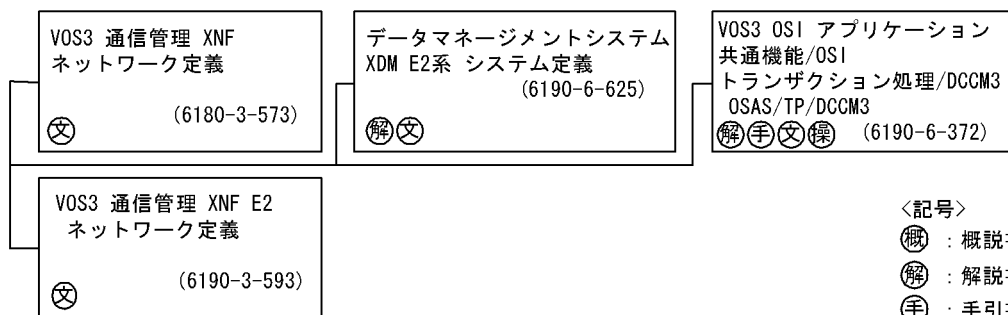 VOS3 通信管理 XNF
ネットワーク定義
(6180-3-573)
㊊文
データマネージメントシステム
XDM E2系 システム定義
(6190-6-625)
解文
VOS3 OSI アプリケーション
共通機能/OSI
トランザクション処理/DCCM3
OSAS/TP/DCCM3
解手文操 (6190-6-372)
VOS3 通信管理 XNF E2
ネットワーク定義
(6190-3-593)
文
〈記号〉
概 : 概説
解 : 解説
手 : 手引